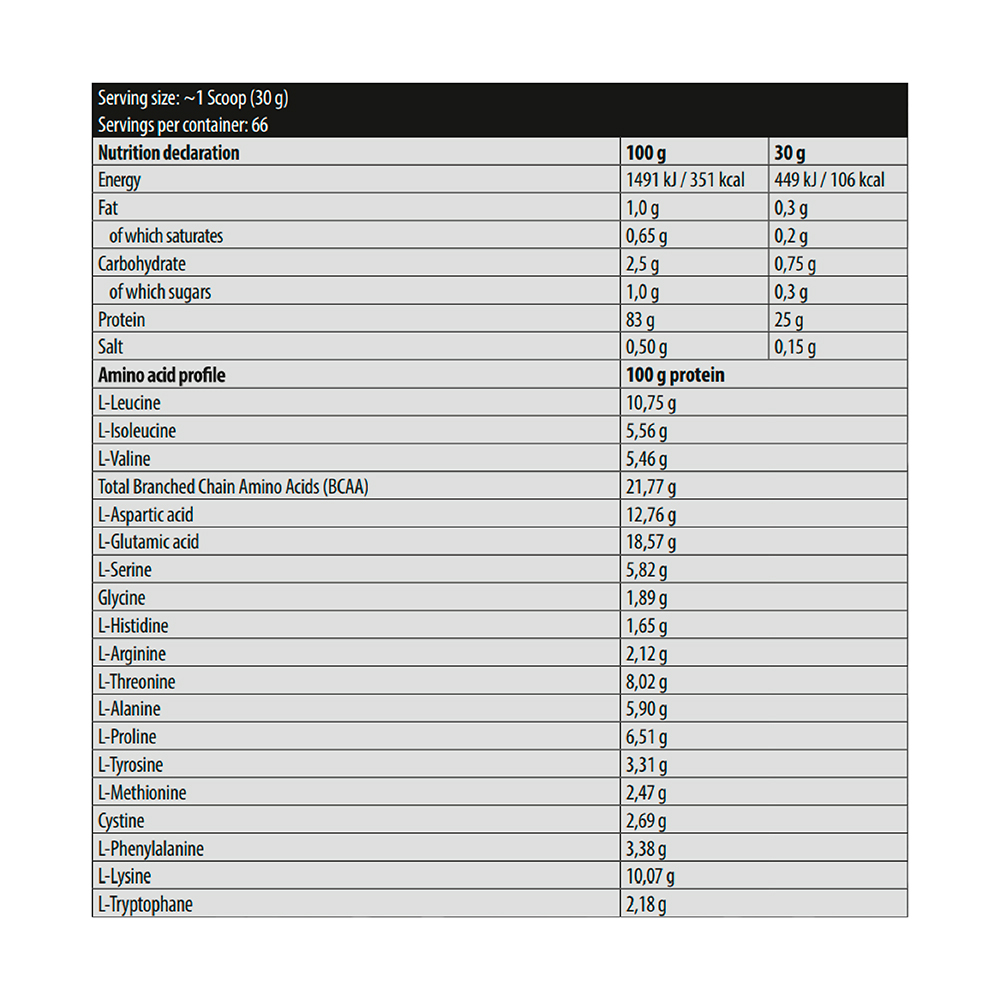 Serving size: ~1 Scoop (30 g)
Servings per container: 66
Nutrition declaration 100 g 30 g
Energy 1491 kJ / 351 kcal 449 kJ / 106 kcal
Fat 1,0 g 0,3 g
of which saturates 0,65 g 0,2 g
Carbohydrate 2,5 g 0,75 g
of which sugars 1,0 g 0,3 g
Protein 83 g 25 g
Salt 0,50 g 0,15 g
Amino acid profile 100 g protein
L-Leucine 10,75 g
L-Isoleucine 5,56 g
L-Valine 5,46 g
Total Branched Chain Amino Acids (BCAA) 21,77 g
L-Aspartic acid 12,76 g
L-Glutamic acid 18,57 g
L-Serine 5,82 g
Glycine 1,89 g
L-Histidine 1,65 g
L-Arginine 2,12 g
L-Threonine 8,02 g
L-Alanine 5,90 g
L-Proline 6,51 g
L-Tyrosine 3,31 g
L-Methionine 2,47 g
Cystine 2,69 g
L-Phenylalanine 3,38 g
L-Lysine 10,07 g
L-Tryptophane 2,18 g